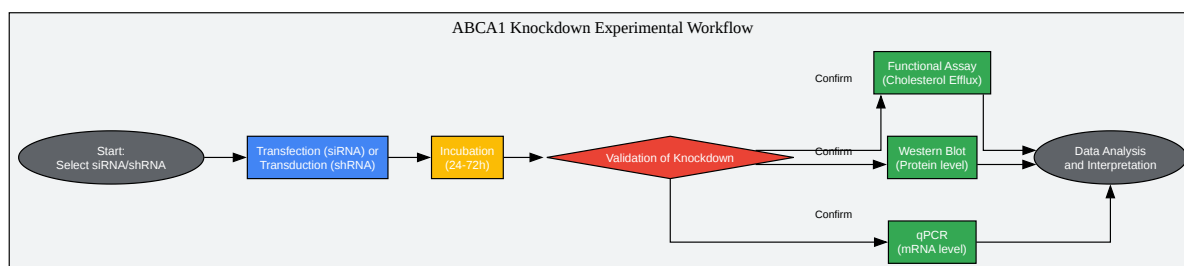 ABCA1 Knockdown Experimental Workflow
Start:
Select siRNA/shRNA
Transfection (siRNA) or
Transduction (shRNA)
Incubation
(24-72h)
Validation of Knockdown
Confirm
Functional Assay
(Cholesterol Efflux)
Confirm
Western Blot
(Protein level)
Confirm
qPCR
(mRNA level)
Data Analysis
and Interpretation